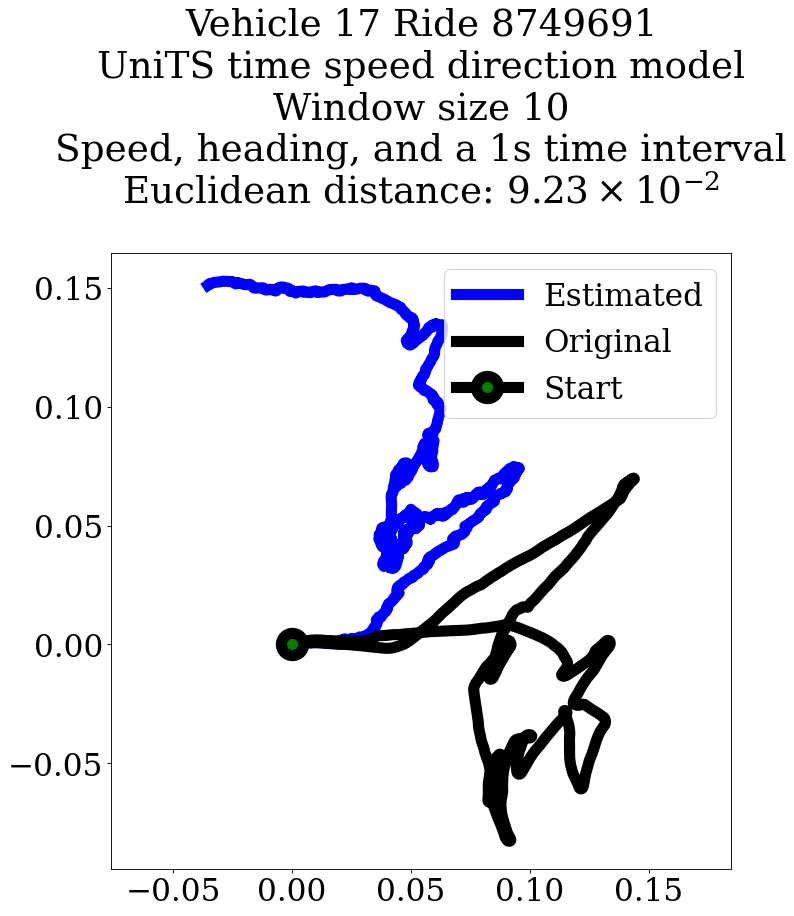 Vehicle 17 Ride 8749691
UniTS time speed direction model
Window size 10
Speed, heading, and a 1s time interval
Euclidean distance: 9.23 × 10⁻²
Estimated
Original
Start
0.15
0.10
0.05
0.00
−0.05
−0.05 0.00 0.05 0.10 0.15